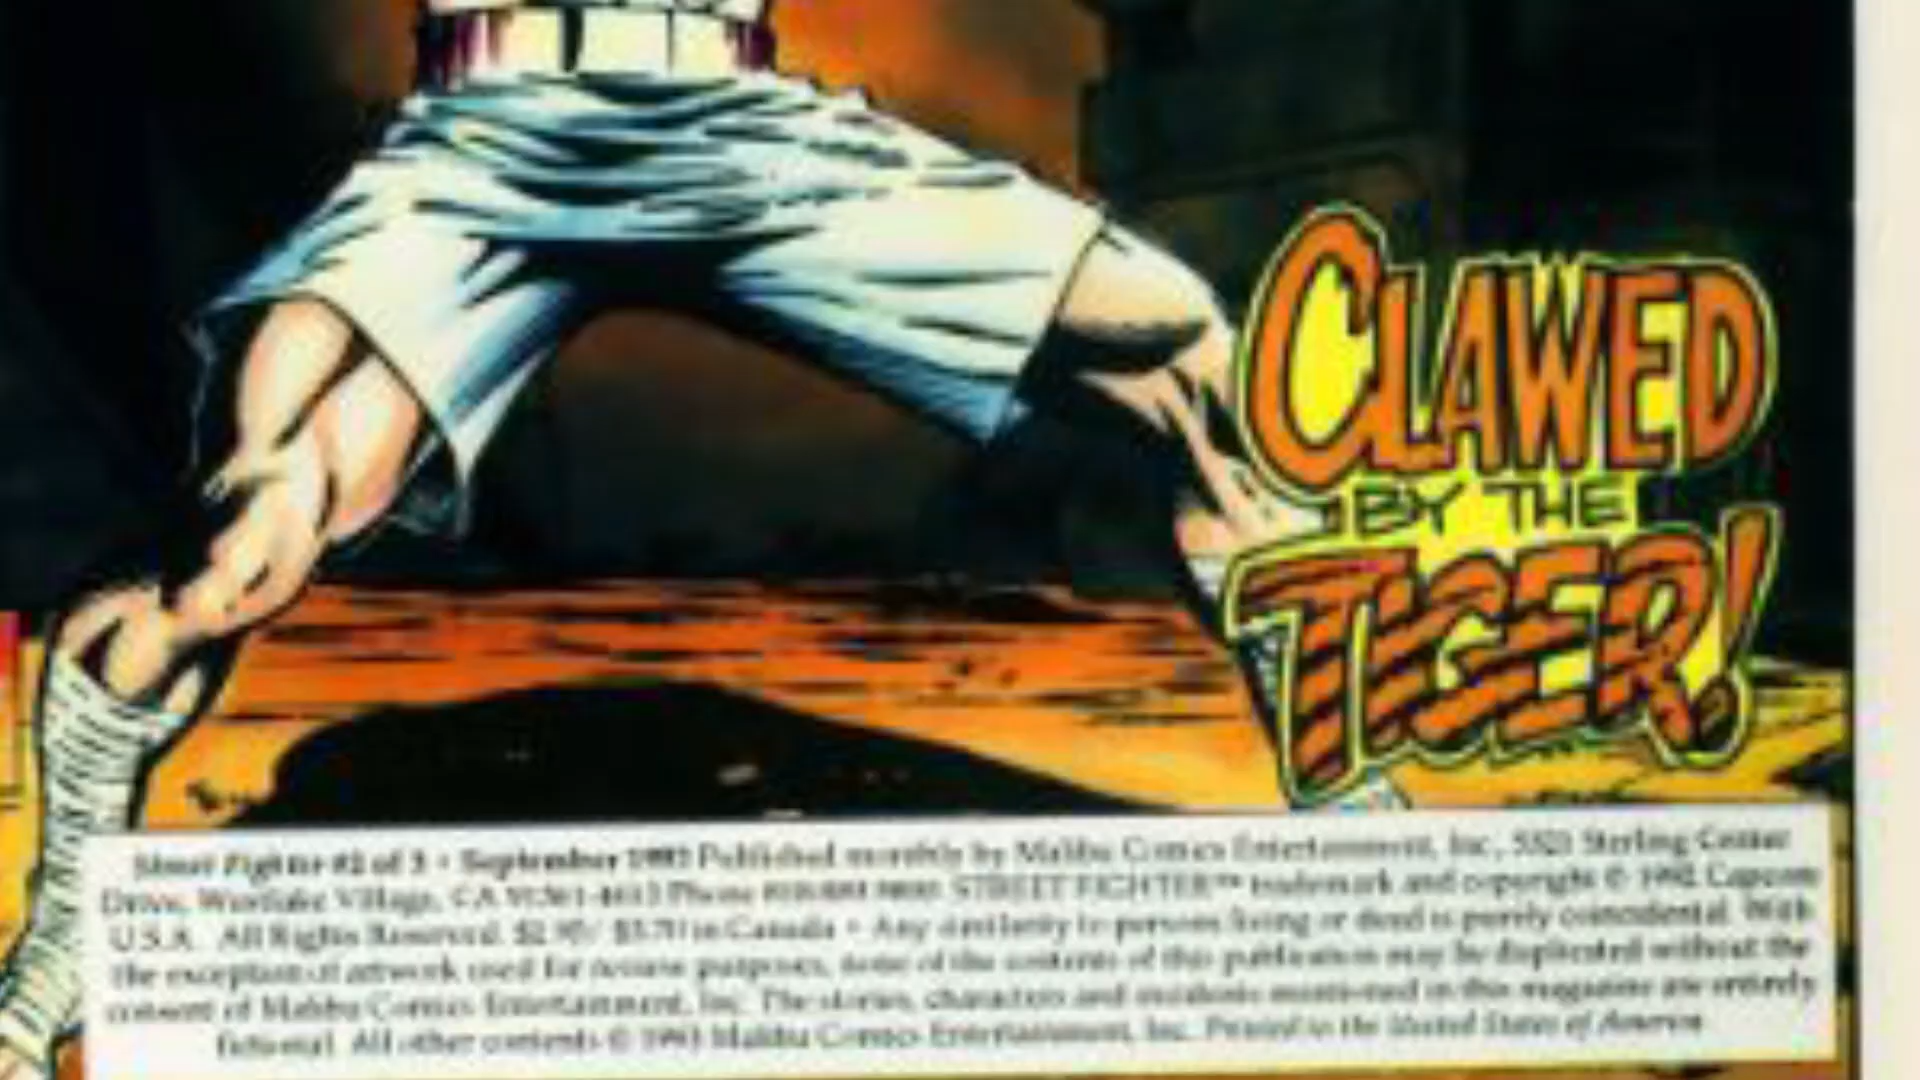 CLAWED
BY THE
TIGER!
Street Fighter #2 of 3 • September 1993 Published monthly by Malibu Comics Entertainment, Inc., 5321 Sterling Center
Drive, Westlake Village, CA Phone STREET FIGHTER™ trademark and copyright © Capcom
U.S.A. All Rights Reserved. in Canada • Any similarity to persons living or dead is purely coincidental. With
the exception of artwork used for review purposes, none of the contents of this publication may be duplicated without the
consent of Malibu Comics Entertainment, Inc. The stories, characters and incidents mentioned in this magazine are entirely
fictional. All other contents © 1993 Malibu Comics Entertainment, Inc. Printed in the United States of America